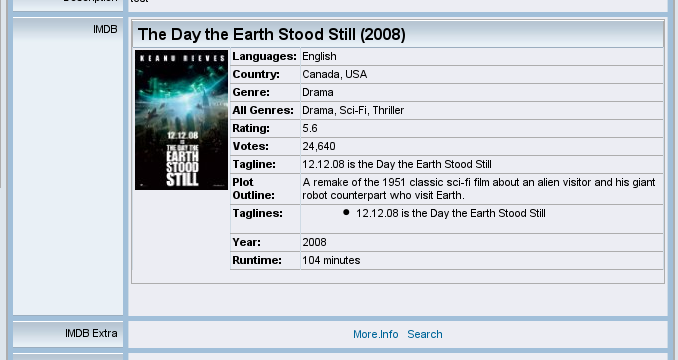 IMDB
The Day the Earth Stood Still (2008)
KEANU REEVES
12.12.08
IS
THE DAY THE
EARTH
STOOD
STILL
Languages: English
Country: Canada, USA
Genre: Drama
All Genres: Drama, Sci-Fi, Thriller
Rating: 5.6
Votes: 24,640
Tagline: 12.12.08 is the Day the Earth Stood Still
Plot Outline: A remake of the 1951 classic sci-fi film about an alien visitor and his giant
robot counterpart who visit Earth.
Taglines: • 12.12.08 is the Day the Earth Stood Still
Year: 2008
Runtime: 104 minutes
IMDB Extra More.Info Search